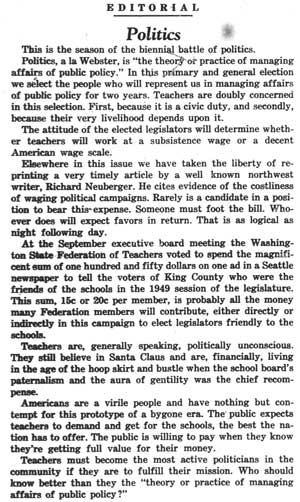 EDITORIAL
Politics
This is the season of the biennial battle of politics.
Politics, a la Webster, is "the theory or practice of managing
affairs of public policy." In this primary and general election
we select the people who will represent us in managing affairs
of public policy for two years. Teachers are doubly concerned
in this selection. First, because it is a civic duty, and secondly,
because their very livelihood depends upon it.
The attitude of the elected legislators will determine wheth-
er teachers will work at a subsistence wage or a decent
American wage scale.
Elsewhere in this issue we have taken the liberty of re-
printing a very timely article by a well known northwest
writer, Richard Neuberger. He cites evidence of the costliness
of waging political campaigns. Rarely is a candidate in a posi-
tion to bear this expense. Someone must foot the bill. Who-
ever does will expect favors in return. That is as logical as
night following day.
At the September executive board meeting the Washing-
ton State Federation of Teachers voted to spend the magnifi-
cent sum of one hundred and fifty dollars on one ad in a Seattle
newspaper to tell the voters of King County who were the
friends of the schools in the 1949 session of the legislature.
This sum, 15c or 20c per member, is probably all the money
many Federation members will contribute, either directly or
indirectly in this campaign to elect legislators friendly to the
schools.
Teachers are, generally speaking, politically unconscious.
They still believe in Santa Claus and are, financially, living
in the age of the hoop skirt and bustle when the school board's
paternalism and the aura of gentility was the chief recom-
pense.
Americans are a virile people and have nothing but con-
tempt for this prototype of a bygone era. The public expects
teachers to demand and get for the schools, the best the na-
tion has to offer. The public is willing to pay when they know
they're getting full value for their money.
Teachers must become the most active politicians in the
community if they are to fulfill their mission. Who should
know better than they the "theory or practice of managing
affairs of public policy?"